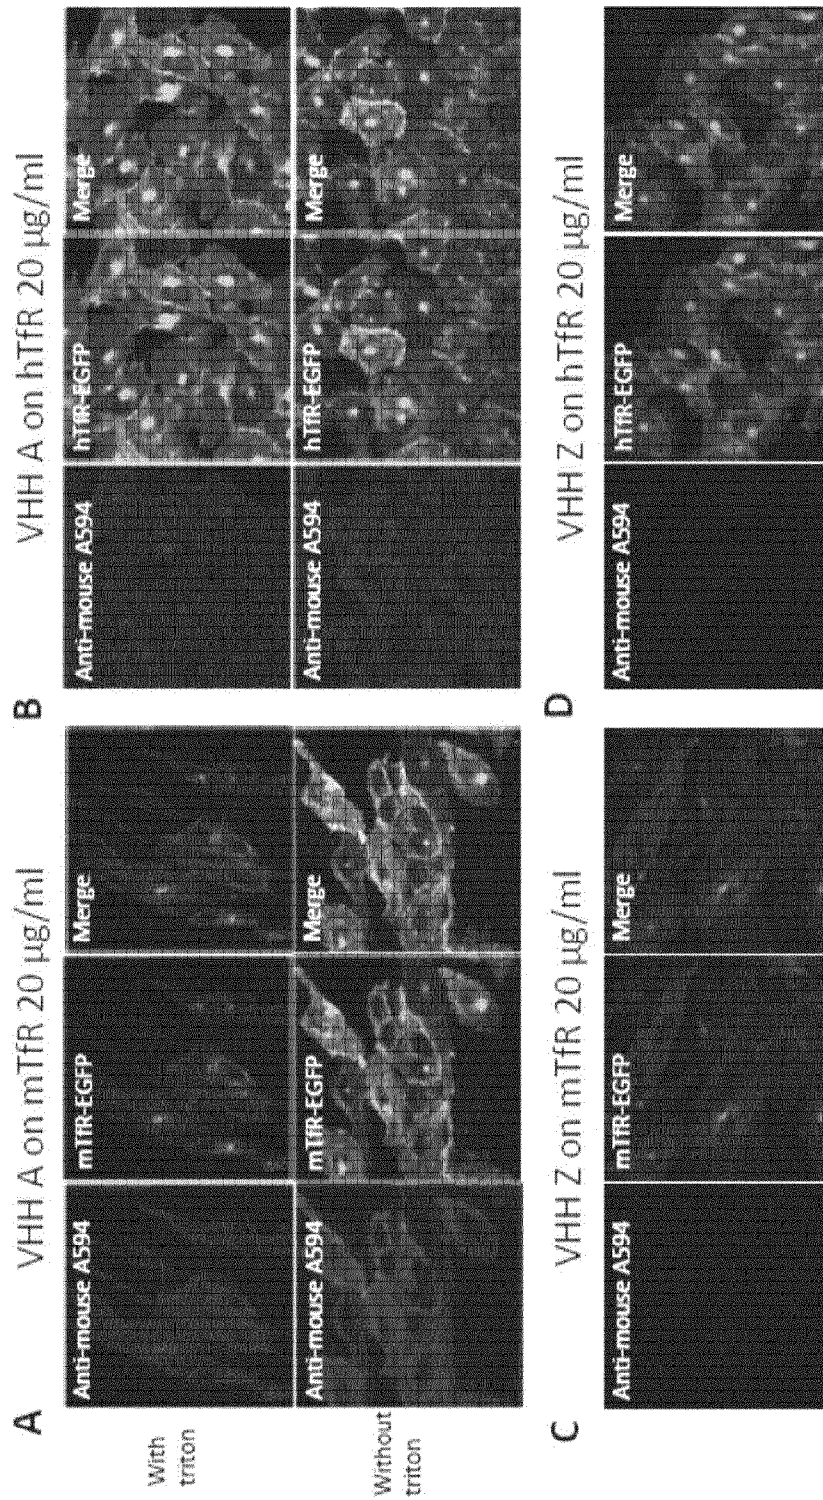 A
VHH A on mTfR 20 µg/ml
With
triton
Anti-mouse A594
mTfR-EGFP
Merge
Without
triton
Anti-mouse A594
mTfR-EGFP
Merge
B
VHH A on hTfR 20 µg/ml
Anti-mouse A594
hTfR-EGFP
Merge
Anti-mouse A594
hTfR-EGFP
Merge
C
VHH Z on mTfR 20 µg/ml
Anti-mouse A594
mTfR-EGFP
Merge
D
VHH Z on hTfR 20 µg/ml
Anti-mouse A594
hTfR-EGFP
Merge